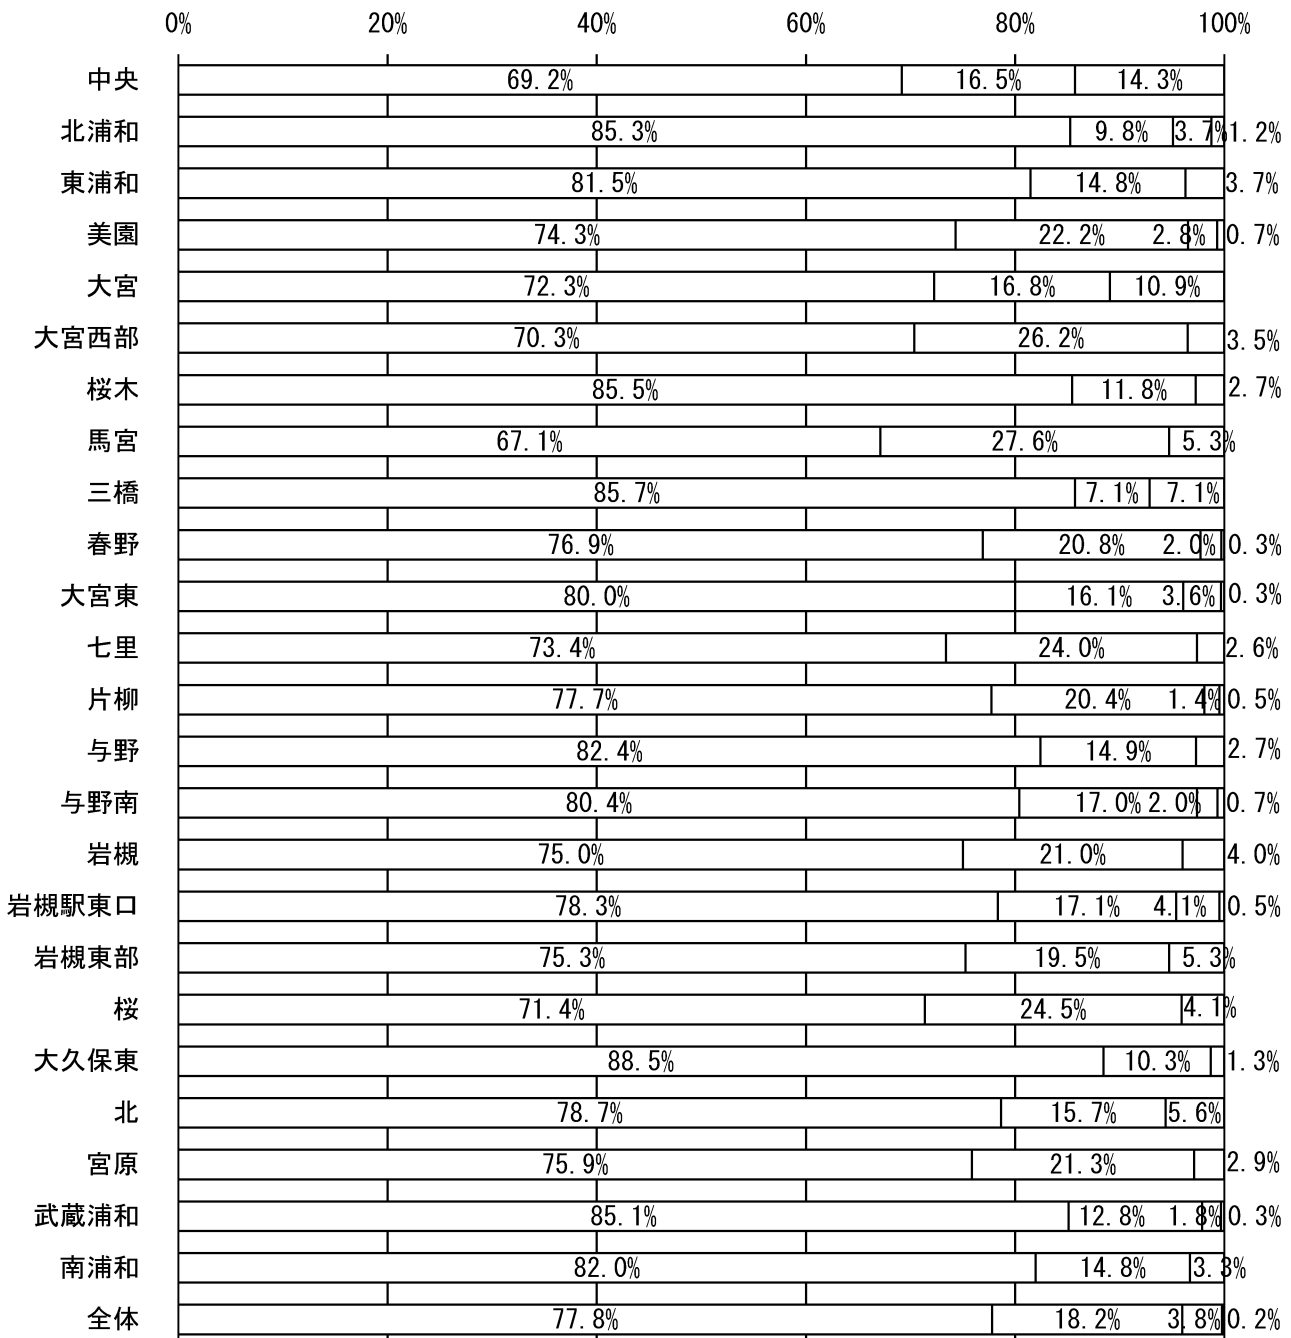 0% 20% 40% 60% 80% 100%
中央 69.2% 16.5% 14.3%
北浦和 85.3% 9.8% 3.7% 1.2%
東浦和 81.5% 14.8% 3.7%
美園 74.3% 22.2% 2.8% 0.7%
大宮 72.3% 16.8% 10.9%
大宮西部 70.3% 26.2% 3.5%
桜木 85.5% 11.8% 2.7%
馬宮 67.1% 27.6% 5.3%
三橋 85.7% 7.1% 7.1%
春野 76.9% 20.8% 2.0% 0.3%
大宮東 80.0% 16.1% 3.6% 0.3%
七里 73.4% 24.0% 2.6%
片柳 77.7% 20.4% 1.4% 0.5%
与野 82.4% 14.9% 2.7%
与野南 80.4% 17.0% 2.0% 0.7%
岩槻 75.0% 21.0% 4.0%
岩槻駅東口 78.3% 17.1% 4.1% 0.5%
岩槻東部 75.3% 19.5% 5.3%
桜 71.4% 24.5% 4.1%
大久保東 88.5% 10.3% 1.3%
北 78.7% 15.7% 5.6%
宮原 75.9% 21.3% 2.9%
武蔵浦和 85.1% 12.8% 1.8% 0.3%
南浦和 82.0% 14.8% 3.3%
全体 77.8% 18.2% 3.8% 0.2%